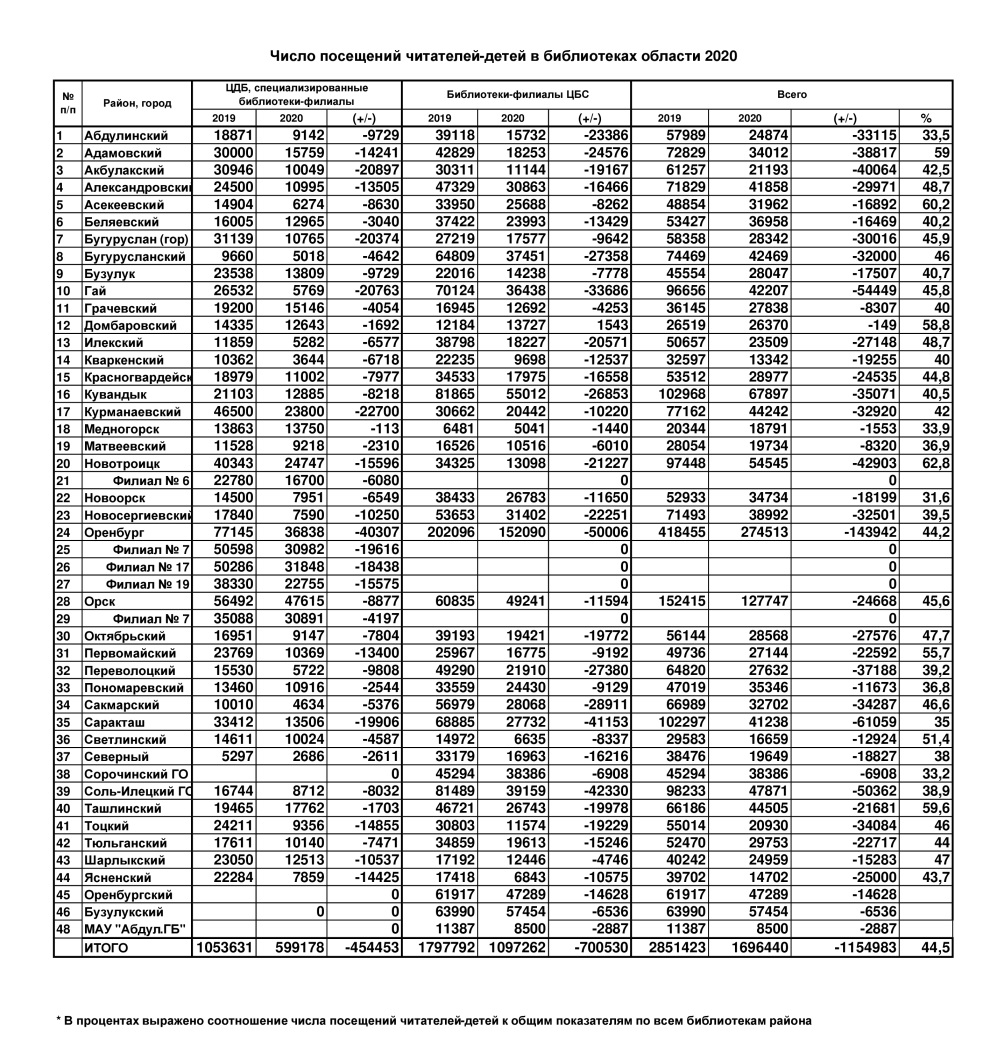 Число посещений читателей-детей в библиотеках области 2020
№ п/п Район, город ЦДБ, специализированные библиотеки-филиалы Библиотеки-филиалы ЦБС Всего
2019 2020 (+/-) 2019 2020 (+/-) 2019 2020 (+/-) %
1 Абдулинский 18871 9142 -9729 39118 15732 -23386 57989 24874 -33115 33,5
2 Адамовский 30000 15759 -14241 42829 18253 -24576 72829 34012 -38817 59
3 Акбулакский 30946 10049 -20897 30311 11144 -19167 61257 21193 -40064 42,5
4 Александровски 24500 10995 -13505 47329 30863 -16466 71829 41858 -29971 48,7
5 Асекеевский 14904 6274 -8630 33950 25688 -8262 48854 31962 -16892 60,2
6 Беляевский 16005 12965 -3040 37422 23993 -13429 53427 36958 -16469 40,2
7 Бугуруслан (гор) 31139 10765 -20374 27219 17577 -9642 58358 28342 -30016 45,9
8 Бугурусланский 9660 5018 -4642 64809 37451 -27358 74469 42469 -32000 46
9 Бузулук 23538 13809 -9729 22016 14238 -7778 45554 28047 -17507 40,7
10 Гай 26532 5769 -20763 70124 36438 -33686 96656 42207 -54449 45,8
11 Грачевский 19200 15146 -4054 16945 12692 -4253 36145 27838 -8307 40
12 Домбаровский 14335 12643 -1692 12184 13727 1543 26519 26370 -149 58,8
13 Илекский 11859 5282 -6577 38798 18227 -20571 50657 23509 -27148 48,7
14 Кваркенский 10362 3644 -6718 22235 9698 -12537 32597 13342 -19255 40
15 Красногвардейск 18979 11002 -7977 34533 17975 -16558 53512 28977 -24535 44,8
16 Кувандык 21103 12885 -8218 81865 55012 -26853 102968 67897 -35071 40,5
17 Курманаевский 46500 23800 -22700 30662 20442 -10220 77162 44242 -32920 42
18 Медногорск 13863 13750 -113 6481 5041 -1440 20344 18791 -1553 33,9
19 Матвеевский 11528 9218 -2310 16526 10516 -6010 28054 19734 -8320 36,9
20 Новотроицк 40343 24747 -15596 34325 13098 -21227 97448 54545 -42903 62,8
21 Филиал № 6 22780 16700 -6080 0 0
22 Новоорск 14500 7951 -6549 38433 26783 -11650 52933 34734 -18199 31,6
23 Новосергиевский 17840 7590 -10250 53653 31402 -22251 71493 38992 -32501 39,5
24 Оренбург 77145 36838 -40307 202096 152090 -50006 418455 274513 -143942 44,2
25 Филиал № 7 50598 30982 -19616 0 0
26 Филиал № 17 50286 31848 -18438 0 0
27 Филиал № 19 38330 22755 -15575 0 0
28 Орск 56492 47615 -8877 60835 49241 -11594 152415 127747 -24668 45,6
29 Филиал № 7 35088 30891 -4197 0 0
30 Октябрьский 16951 9147 -7804 39193 19421 -19772 56144 28568 -27576 47,7
31 Первомайский 23769 10369 -13400 25967 16775 -9192 49736 27144 -22592 55,7
32 Переволоцкий 15530 5722 -9808 49290 21910 -27380 64820 27632 -37188 39,2
33 Пономаревский 13460 10916 -2544 33559 24430 -9129 47019 35346 -11673 36,8
34 Сакмарский 10010 4634 -5376 56979 28068 -28911 66989 32702 -34287 46,6
35 Саракташ 33412 13506 -19906 68885 27732 -41153 102297 41238 -61059 35
36 Светлинский 14611 10024 -4587 14972 6635 -8337 29583 16659 -12924 51,4
37 Северный 5297 2686 -2611 33179 16963 -16216 38476 19649 -18827 38
38 Сорочинский ГО 0 45294 38386 -6908 45294 38386 -6908 33,2
39 Соль-Илецкий ГО 16744 8712 -8032 81489 39159 -42330 98233 47871 -50362 38,9
40 Ташлинский 19465 17762 -1703 46721 26743 -19978 66186 44505 -21681 59,6
41 Тоцкий 24211 9356 -14855 30803 11574 -19229 55014 20930 -34084 46
42 Тюльганский 17611 10140 -7471 34859 19613 -15246 52470 29753 -22717 44
43 Шарлыкский 23050 12513 -10537 17192 12446 -4746 40242 24959 -15283 47
44 Ясненский 22284 7859 -14425 17418 6843 -10575 39702 14702 -25000 43,7
45 Оренбургский 0 61917 47289 -14628 61917 47289 -14628
46 Бузулукский 0 0 63990 57454 -6536 63990 57454 -6536
48 МАУ "Абдул.ГБ" 0 11387 8500 -2887 11387 8500 -2887
ИТОГО 1053631 599178 -454453 1797792 1097262 -700530 2851423 1696440 -1154983 44,5
* В процентах выражено соотношение числа посещений читателей-детей к общим показателям по всем библиотекам района